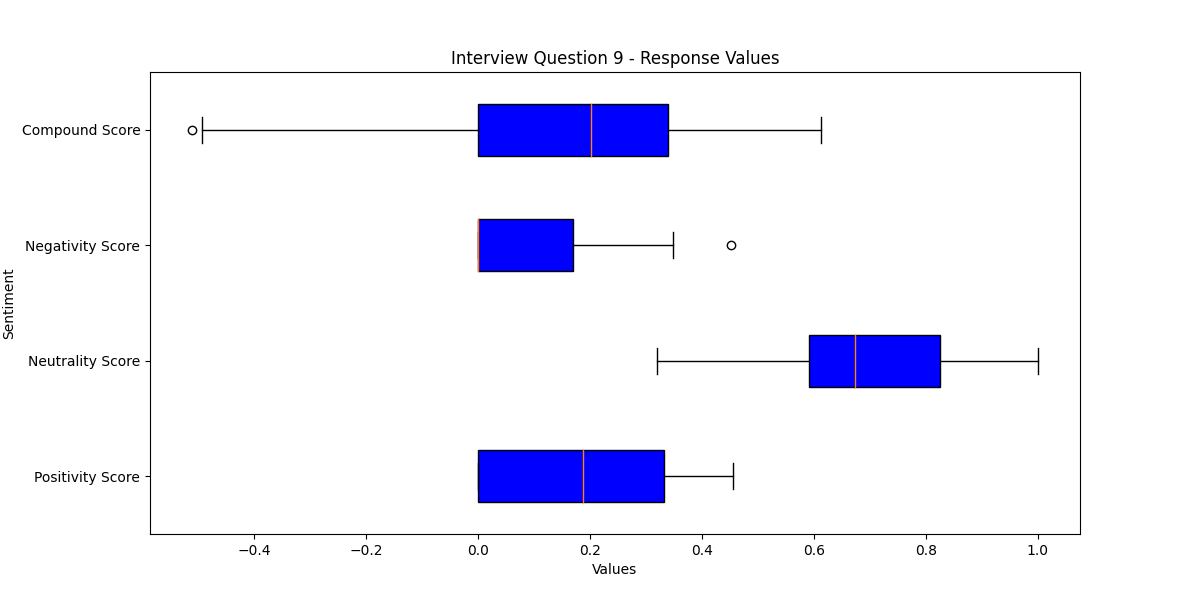 Interview Question 9 - Response Values
Compound Score
Negativity Score
Neutrality Score
Positivity Score
Sentiment
−0.4 −0.2 0.0 0.2 0.4 0.6 0.8 1.0
Values